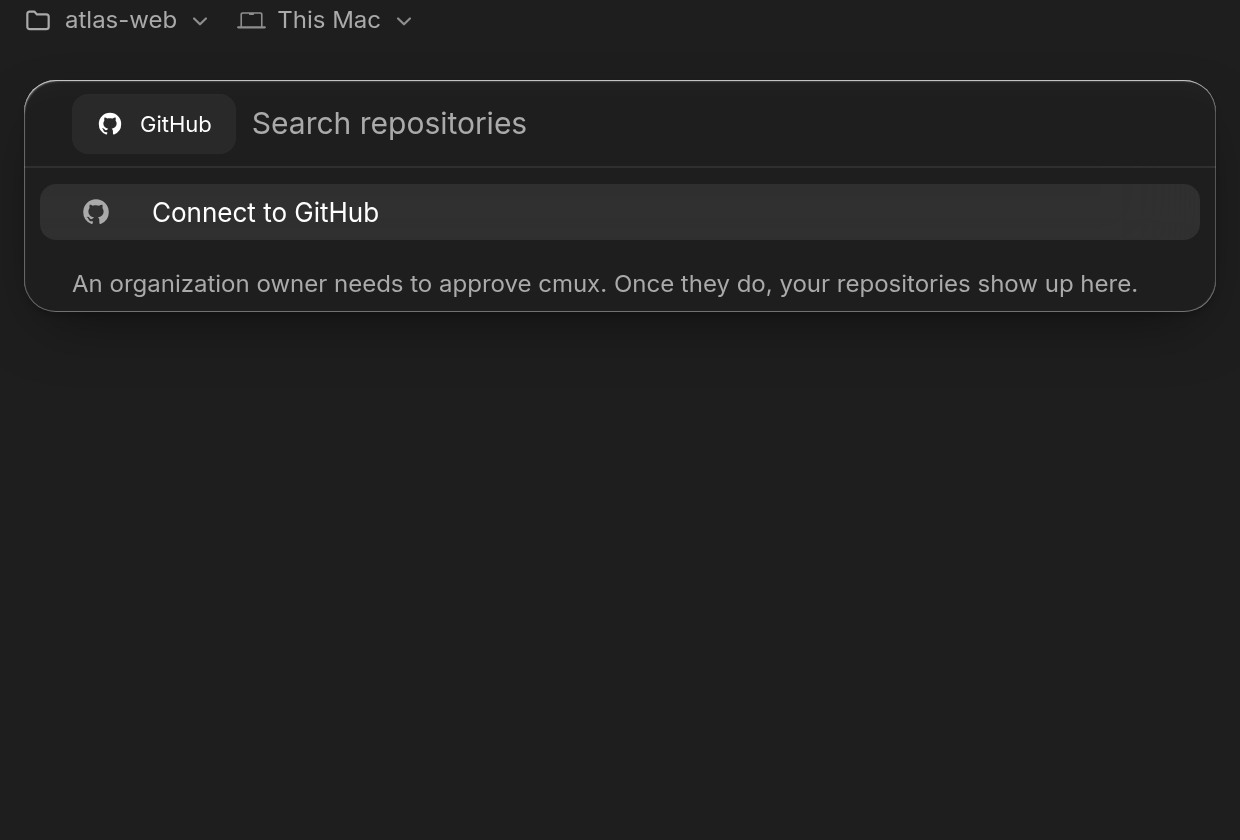 atlas-web This Mac
GitHub Search repositories
Connect to GitHub
An organization owner needs to approve cmux. Once they do, your repositories show up here.